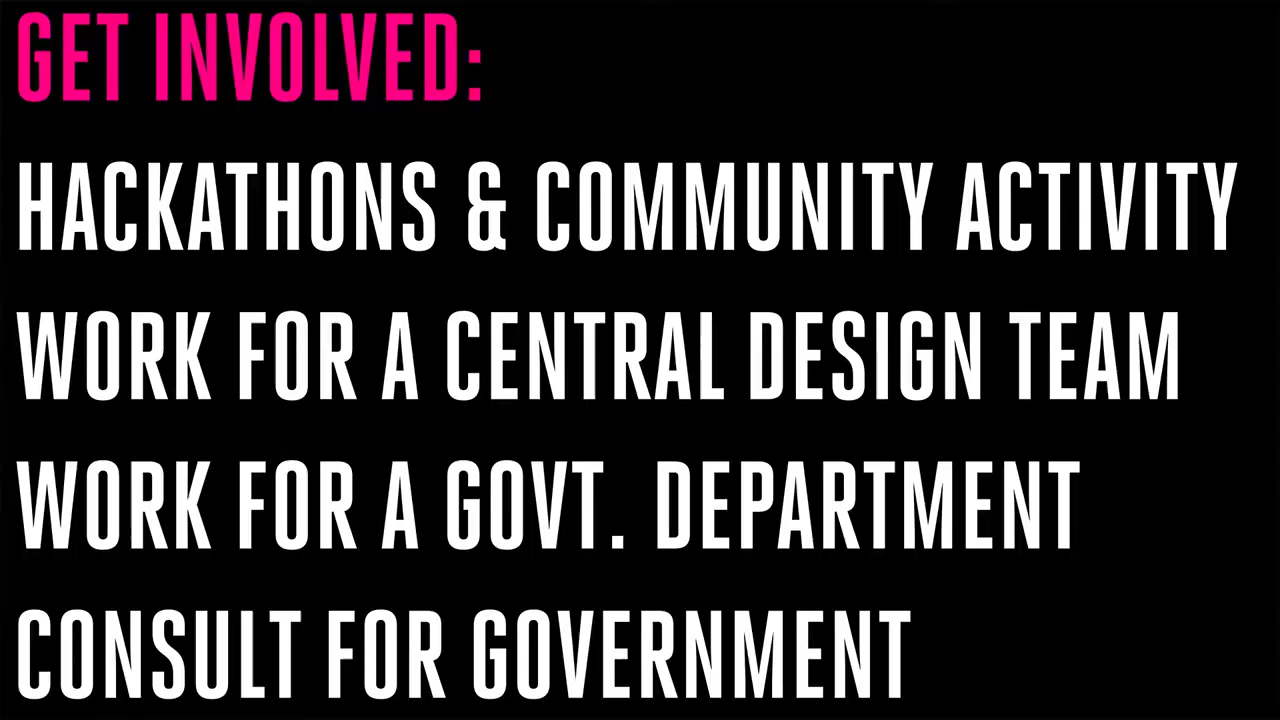 GET INVOLVED:
HACKATHONS & COMMUNITY ACTIVITY
WORK FOR A CENTRAL DESIGN TEAM
WORK FOR A GOVT. DEPARTMENT
CONSULT FOR GOVERNMENT